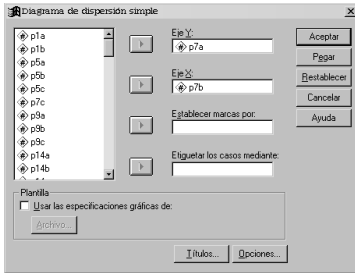 Diagrama de dispersión simple
p1a
p1b
p5a
p5b
p5c
p7c
p9a
p9b
p9c
p14a
p14b
Eje Y:
p7a
Eje X:
p7b
Establecer marcas por:
Etiquetar los casos mediante:
Aceptar
Pegar
Restablecer
Cancelar
Ayuda
Plantilla
Usar las especificaciones gráficas de:
Archivo...
Títulos...
Opciones...